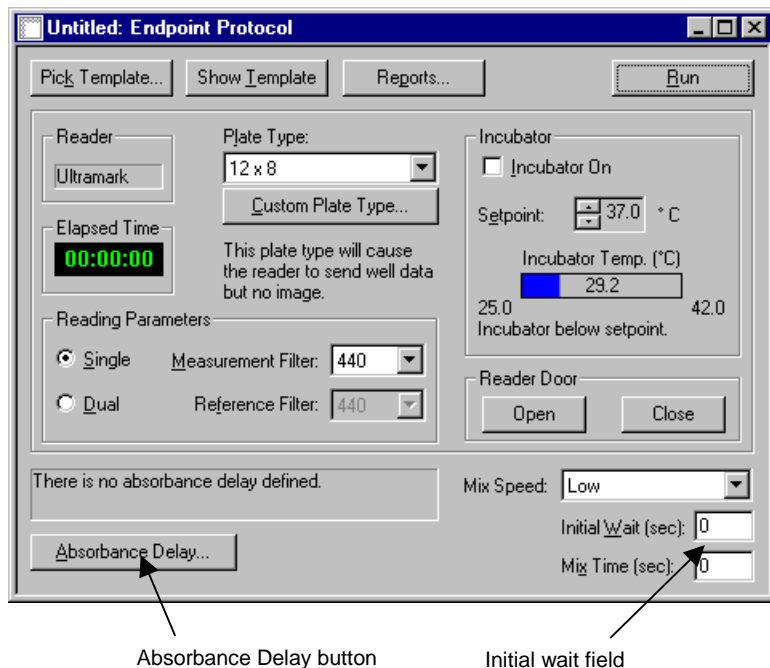 Untitled: Endpoint Protocol
Pick Template...
Show Template
Reports...
Run
Reader
Ultramark
Elapsed Time
00:00:00
Plate Type:
12 x 8
Custom Plate Type...
This plate type will cause
the reader to send well data
but no image.
Incubator
Incubator On
Setpoint: 37.0 °C
Incubator Temp. (°C)
29.2
25.0 42.0
Incubator below setpoint.
Reading Parameters
Single Measurement Filter: 440
Dual Reference Filter: 440
Reader Door
Open Close
There is no absorbance delay defined.
Absorbance Delay...
Mix Speed: Low
Initial Wait (sec): 0
Mix Time (sec): 0
Absorbance Delay button
Initial wait field